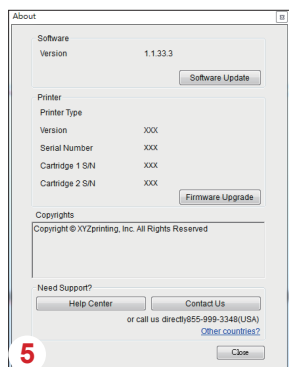 About
Software
Version 1.1.33.3
Software Update
Printer
Printer Type
Version XXX
Serial Number XXX
Cartridge 1 S/N XXX
Cartridge 2 S/N XXX
Firmware Upgrade
Copyrights
Copyright © XYZprinting, Inc. All Rights Reserved
Need Support?
Help Center Contact Us
or call us directly855-999-3348(USA)
Other countries?
Close
5